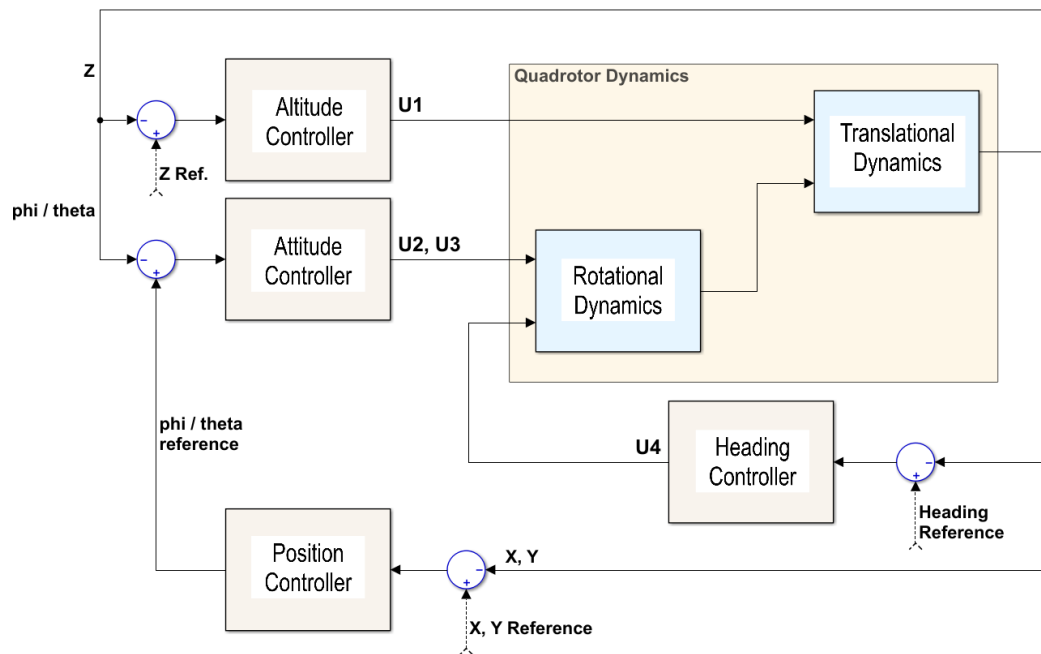 Z
Altitude
Controller
U1
Quadrotor Dynamics
Translational
Dynamics
-
+
Z Ref.
phi / theta
Attitude
Controller
U2, U3
-
+
Rotational
Dynamics
phi / theta
reference
U4
Heading
Controller
-
+
Heading
Reference
Position
Controller
X, Y
-
+
X, Y Reference